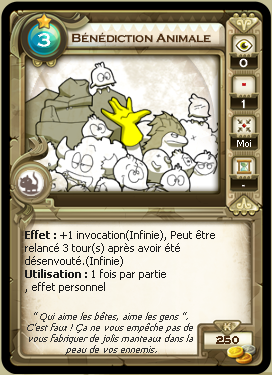 3
BÉNÉDICTION ANIMALE
0
1
Moi
-
Effet : +1 invocation(Infinie), Peut être
relancé 3 tour(s) après avoir été
désenvouté.(Infinie)
Utilisation : 1 fois par partie
, effet personnel
" Qui aime les bêtes, aime les gens ".
C'est faux ! Ça ne vous empêche pas de
vous fabriquer de jolis manteaux dans la
peau de vos ennemis.
K
250